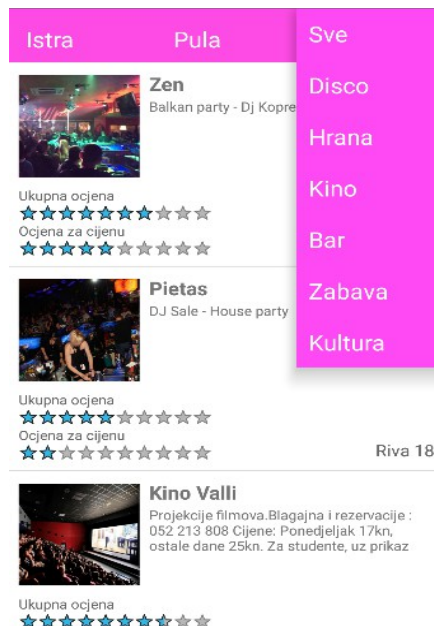 Istra
Pula
Sve
Disco
Hrana
Kino
Bar
Zabava
Kultura
Zen
Balkan party - Dj Kopre
Ukupna ocjena
Ocjena za cijenu
Pietas
DJ Sale - House party
Ukupna ocjena
Ocjena za cijenu
Riva 18
Kino Valli
Projekcije filmova.Blagajna i rezervacije :
052 213 808 Cijene: Ponedjeljak 17kn,
ostale dane 25kn. Za studente, uz prikaz
Ukupna ocjena